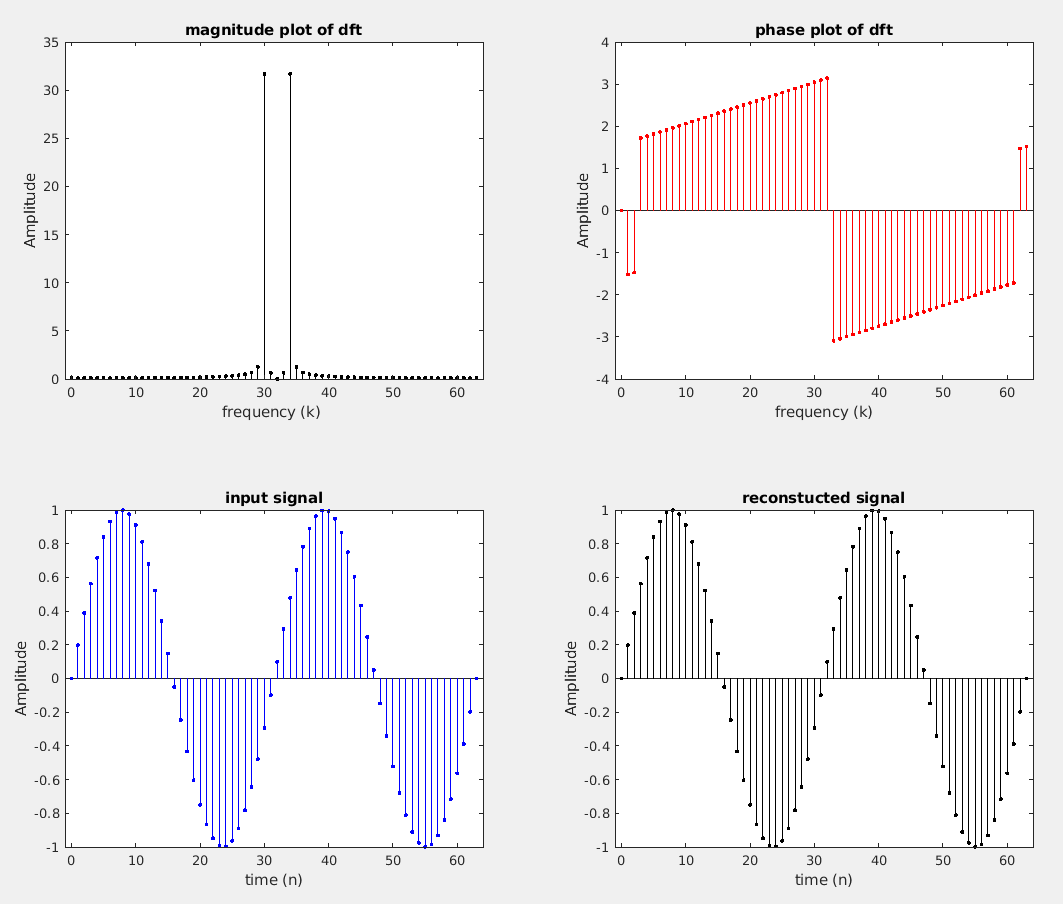 magnitude plot of dft
35
30
25
20
15
10
5
0
Amplitude
0 10 20 30 40 50 60
frequency (k)
phase plot of dft
4
3
2
1
0
-1
-2
-3
-4
Amplitude
0 10 20 30 40 50 60
frequency (k)
input signal
1
0.8
0.6
0.4
0.2
0
-0.2
-0.4
-0.6
-0.8
-1
Amplitude
0 10 20 30 40 50 60
time (n)
reconstucted signal
1
0.8
0.6
0.4
0.2
0
-0.2
-0.4
-0.6
-0.8
-1
Amplitude
0 10 20 30 40 50 60
time (n)